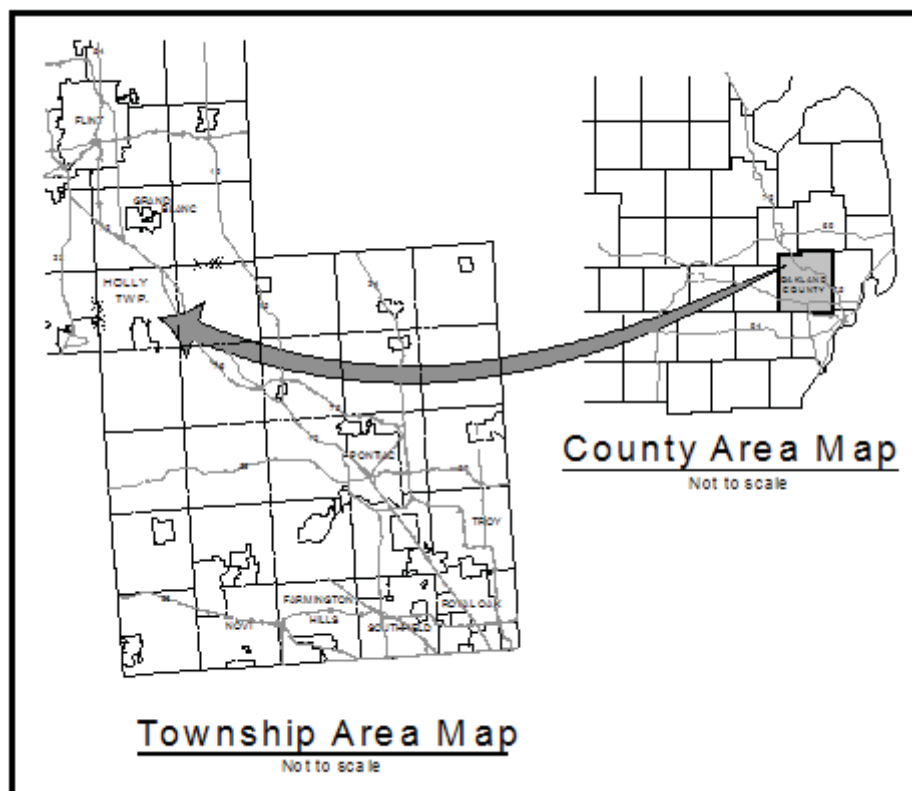 FLINT
GRAND
BLANC
HOLLY
TWP.
PONTIAC
TROY
FARMINGTON
HILLS
ROYAL OAK
NOVI
SOUTHFIELD
Township Area Map
Not to scale
OAKLAND
COUNTY
County Area Map
Not to scale